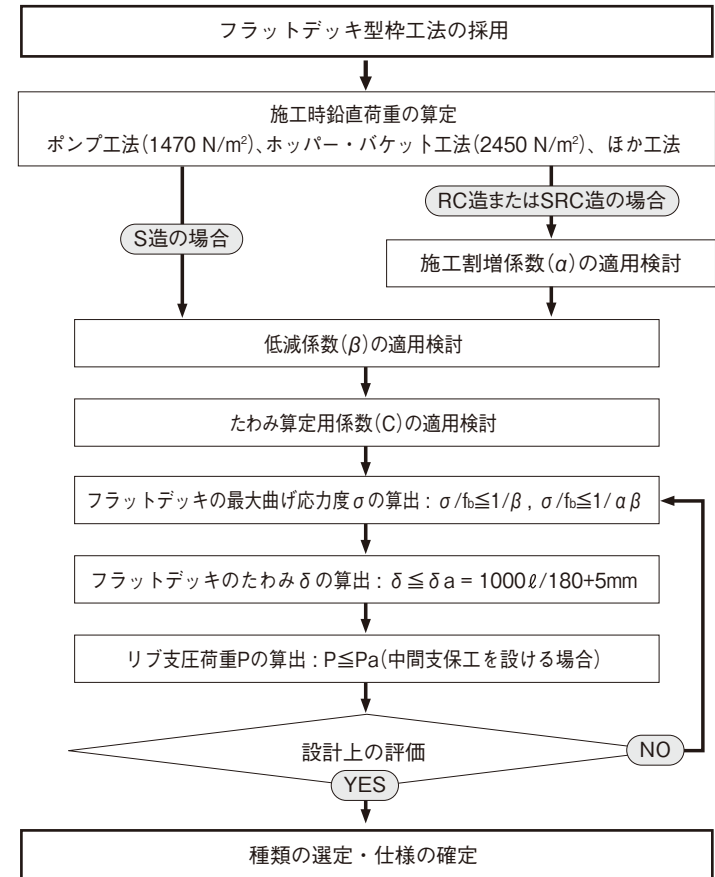 フラットデッキ型枠工法の採用
施工時鉛直荷重の算定
ポンプ工法(1470 N/m²)、ホッパー・バケット工法(2450 N/m²)、ほか工法
RC造またはSRC造の場合
S造の場合
施工割増係数(α)の適用検討
低減係数(β)の適用検討
たわみ算定用係数(C)の適用検討
フラットデッキの最大曲げ応力度σの算出：σ/fb≦1/β , σ/fb≦1/αβ
フラットデッキのたわみδの算出：δ≦δa = 1000ℓ/180+5mm
リブ支圧荷重Pの算出：P≦Pa(中間支保工を設ける場合)
設計上の評価
NO
YES
種類の選定・仕様の確定